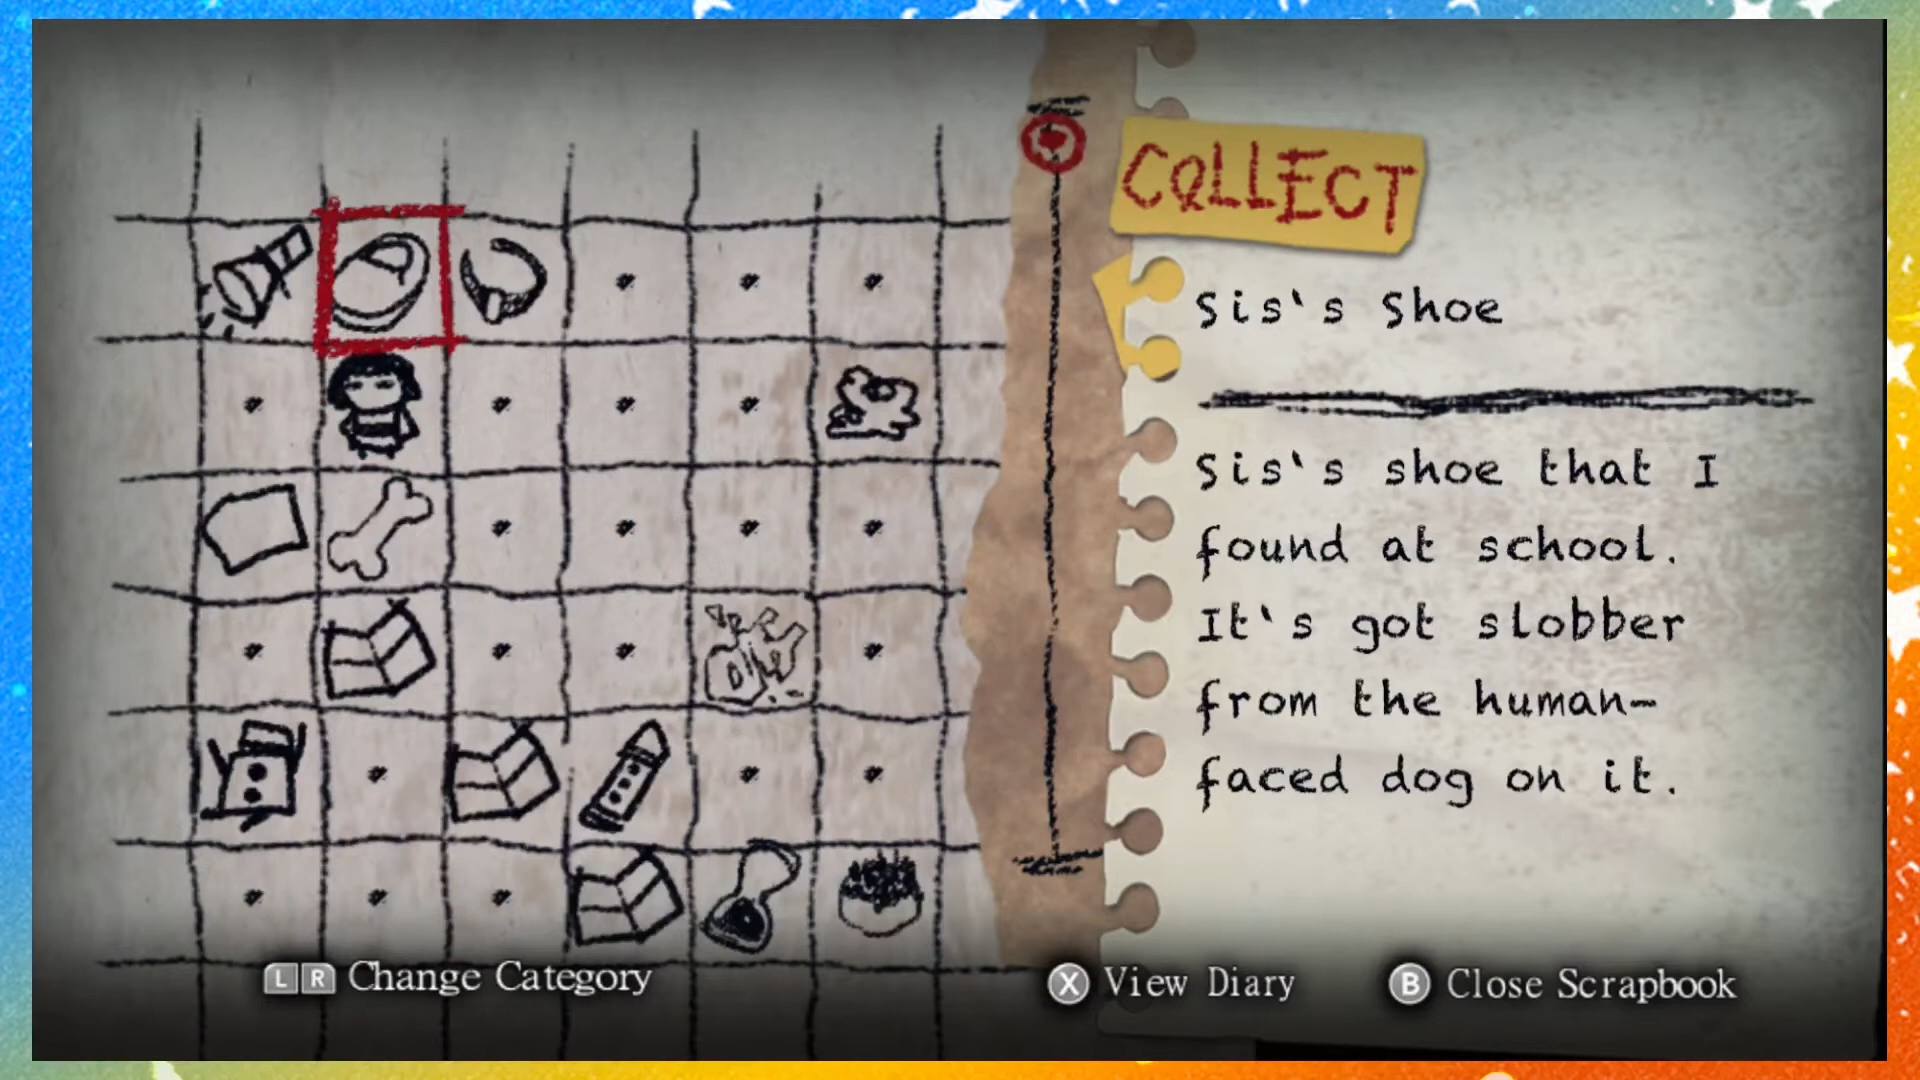 COLLECT
Sis's Shoe
Sis's shoe that I
found at school.
It's got slobber
from the human-
faced dog on it.
L R Change Category
X View Diary
B Close Scrapbook